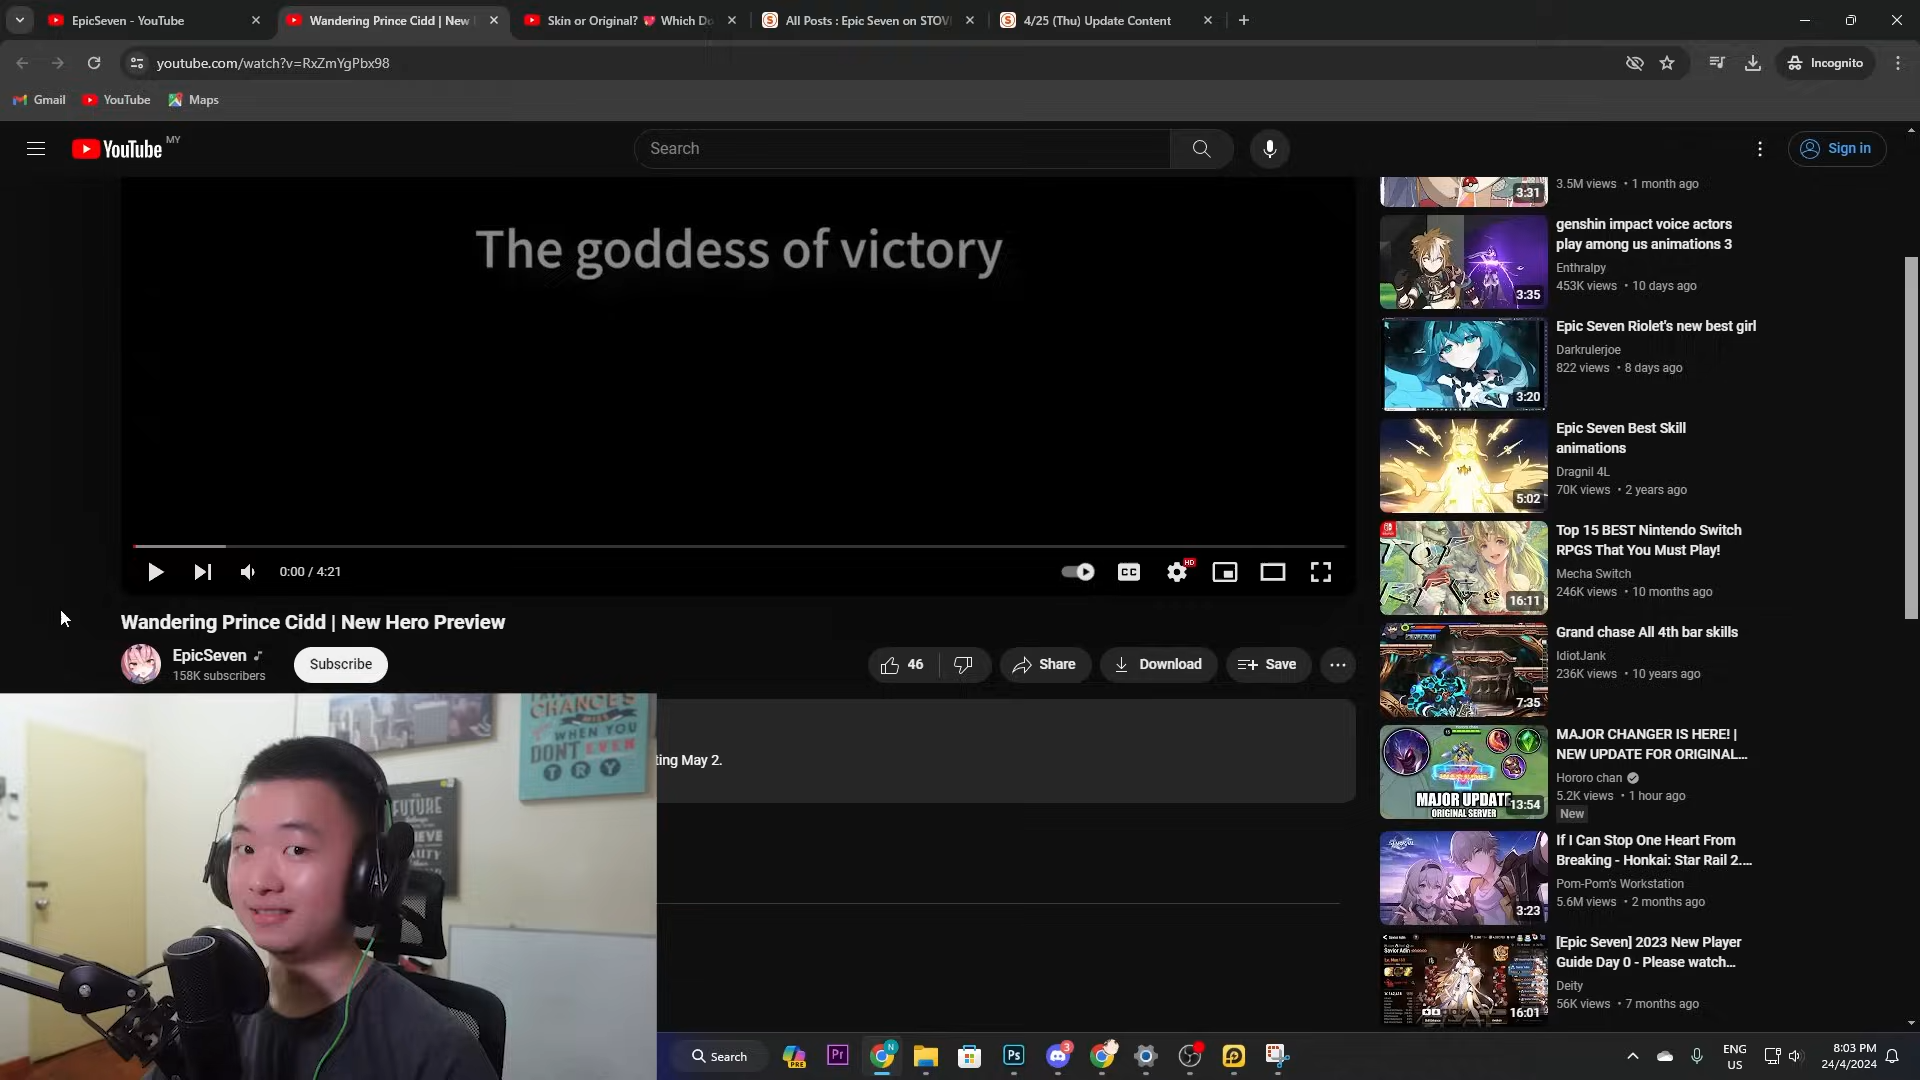 EpicSeven - YouTube
Wandering Prince Cidd | New
Skin or Original? 💖 Which Do
All Posts : Epic Seven on STOV
4/25 (Thu) Update Content
youtube.com/watch?v=RxZmYgPbx98
Incognito
Gmail
YouTube
Maps
YouTube MY
Search
Sign in
The goddess of victory
0:00 / 4:21
CC
HD
Wandering Prince Cidd | New Hero Preview
EpicSeven
158K subscribers
Subscribe
46
Share
Download
Save
ting May 2.
3:31
3.5M views • 1 month ago
genshin impact voice actors
play among us animations 3
Enthralpy
453K views • 10 days ago
3:35
Epic Seven Riolet's new best girl
Darkrulerjoe
822 views • 8 days ago
3:20
Epic Seven Best Skill
animations
Dragnil 4L
70K views • 2 years ago
5:02
Top 15 BEST Nintendo Switch
RPGS That You Must Play!
Mecha Switch
246K views • 10 months ago
16:11
Grand chase All 4th bar skills
IdiotJank
236K views • 10 years ago
7:35
MAJOR CHANGER IS HERE! |
NEW UPDATE FOR ORIGINAL...
Hororo chan
5.2K views • 1 hour ago
New
MAJOR UPDATE
ORIGINAL SERVER
13:54
If I Can Stop One Heart From
Breaking - Honkai: Star Rail 2....
Pom-Pom's Workstation
5.6M views • 2 months ago
3:23
[Epic Seven] 2023 New Player
Guide Day 0 - Please watch...
Deity
56K views • 7 months ago
16:01
CHANCES
WHEN YOU
DONT EVEN
TRY
FUTURE
Search
PRE
Pr
N
Ps
3
ENG
US
8:03 PM
24/4/2024